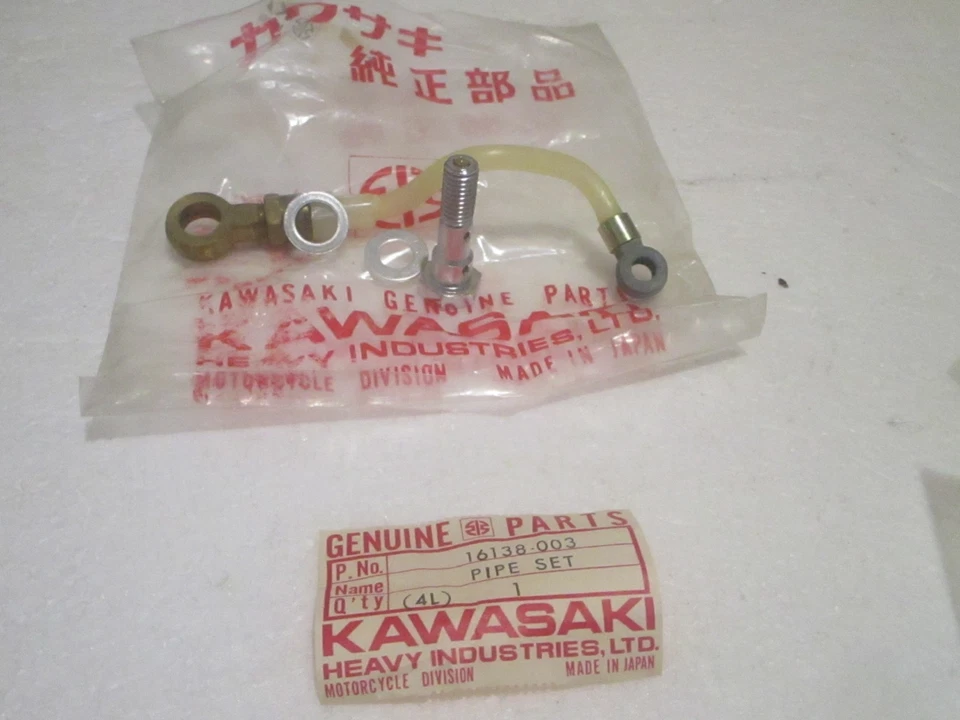 カワサキ
純正部品
KAWASAKI GENUINE PARTS
KAWASAKI
HEAVY INDUSTRIES, LTD.
MOTORCYCLE DIVISION MADE IN JAPAN
GENUINE PARTS
P.No. 16138-003
Name PIPE SET
Q'ty (4L) 1
KAWASAKI
HEAVY INDUSTRIES, LTD.
MOTORCYCLE DIVISION MADE IN JAPAN